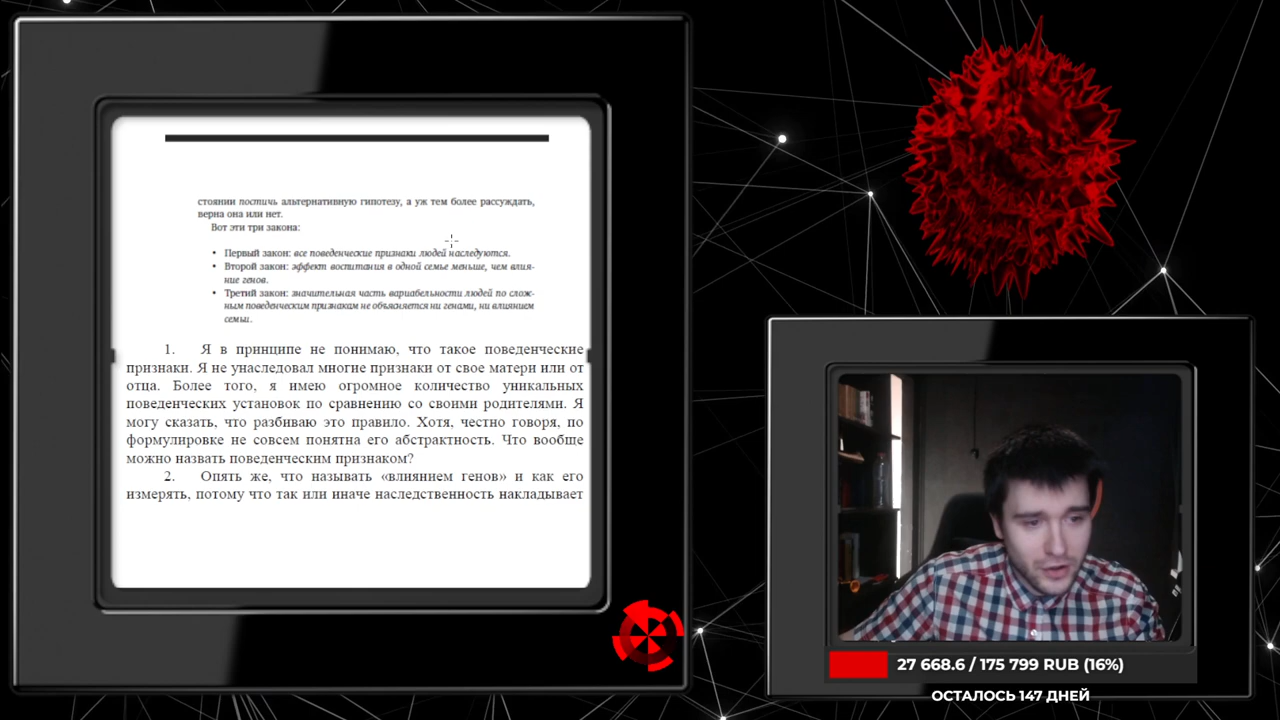 стоянии постичь альтернативную гипотезу, а уж тем более рассуждать,
верна она или нет.
Вот эти три закона:
• Первый закон: все поведенческие признаки людей наследуются.
• Второй закон: эффект воспитания в одной семье меньше, чем влия-
ние генов.
• Третий закон: значительная часть вариабельности людей по слож-
ным поведенческим признакам не объясняется ни генами, ни влиянием
семьи.
1. Я в принципе не понимаю, что такое поведенческие
признаки. Я не унаследовал многие признаки от свое матери или от
отца. Более того, я имею огромное количество уникальных
поведенческих установок по сравнению со своими родителями. Я
могу сказать, что разбиваю это правило. Хотя, честно говоря, по
формулировке не совсем понятна его абстрактность. Что вообще
можно назвать поведенческим признаком?
2. Опять же, что называть «влиянием генов» и как его
измерять, потому что так или иначе наследственность накладывает
27 668.6 / 175 799 RUB (16%)
ОСТАЛОСЬ 147 ДНЕЙ